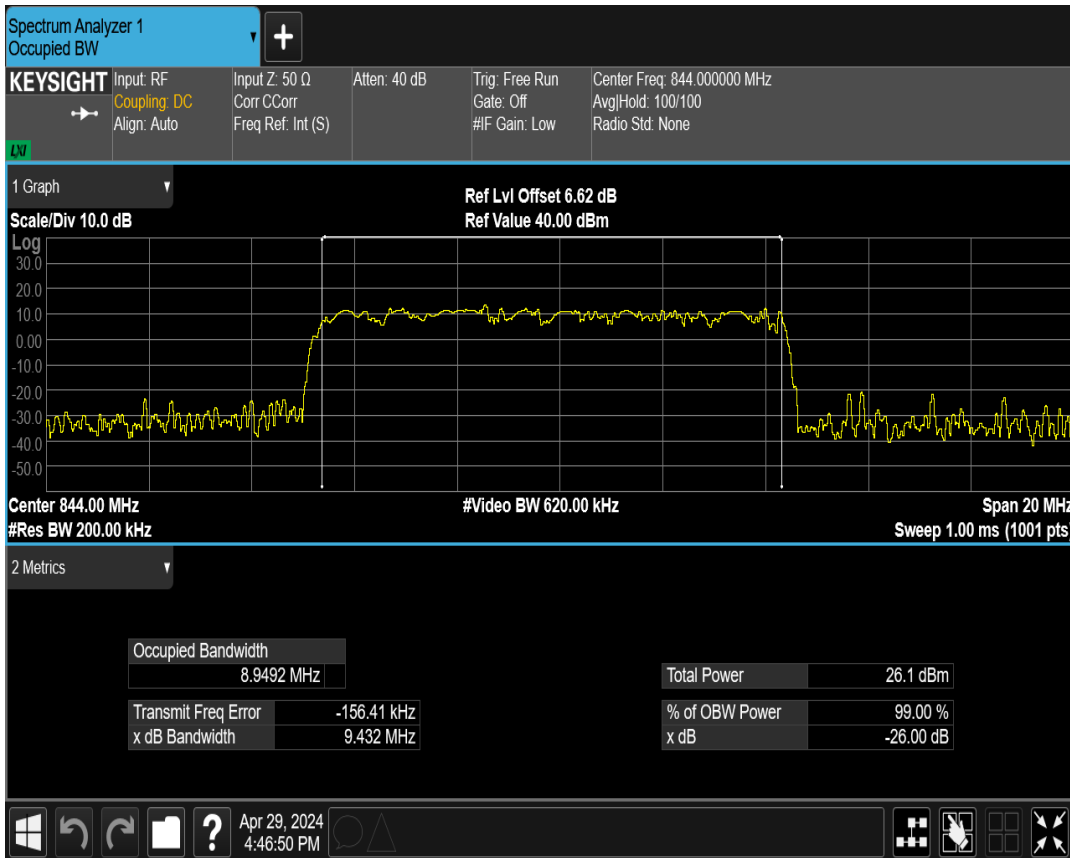 Spectrum Analyzer 1
Occupied BW
+
KEYSIGHT
LXI
Input: RF
Coupling: DC
Align: Auto
Input Z: 50 Ω
Corr CCorr
Freq Ref: Int (S)
Atten: 40 dB
Trig: Free Run
Gate: Off
#IF Gain: Low
Center Freq: 844.000000 MHz
Avg|Hold: 100/100
Radio Std: None
1 Graph
Scale/Div 10.0 dB
Ref Lvl Offset 6.62 dB
Ref Value 40.00 dBm
Log
30.0
20.0
10.0
0.00
-10.0
-20.0
-30.0
-40.0
-50.0
Center 844.00 MHz
#Video BW 620.00 kHz
Span 20 MHz
#Res BW 200.00 kHz
Sweep 1.00 ms (1001 pts)
2 Metrics
Occupied Bandwidth
8.9492 MHz
Transmit Freq Error -156.41 kHz
x dB Bandwidth 9.432 MHz
Total Power 26.1 dBm
% of OBW Power 99.00 %
x dB -26.00 dB
?
Apr 29, 2024
4:46:50 PM